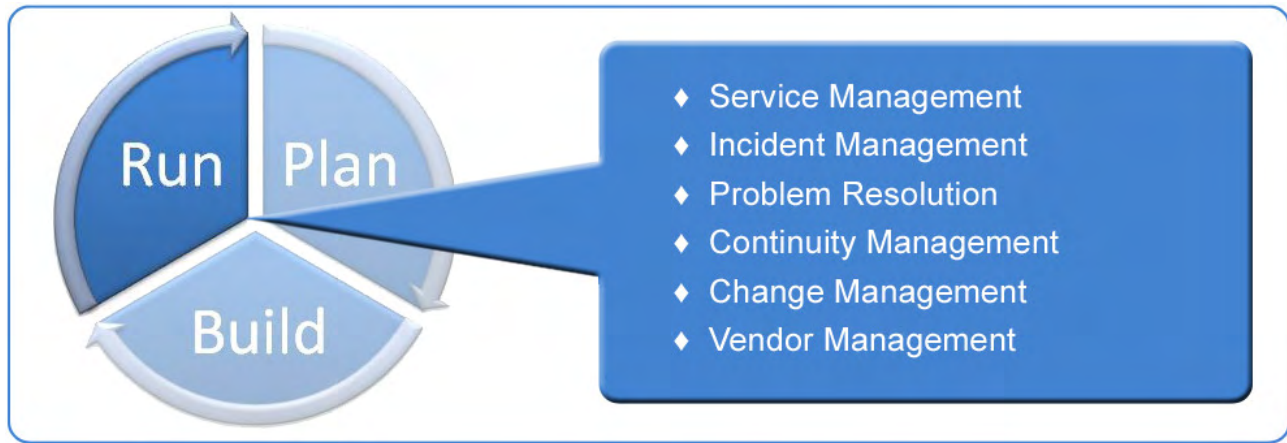 Run
Plan
Build
♦ Service Management
♦ Incident Management
♦ Problem Resolution
♦ Continuity Management
♦ Change Management
♦ Vendor Management